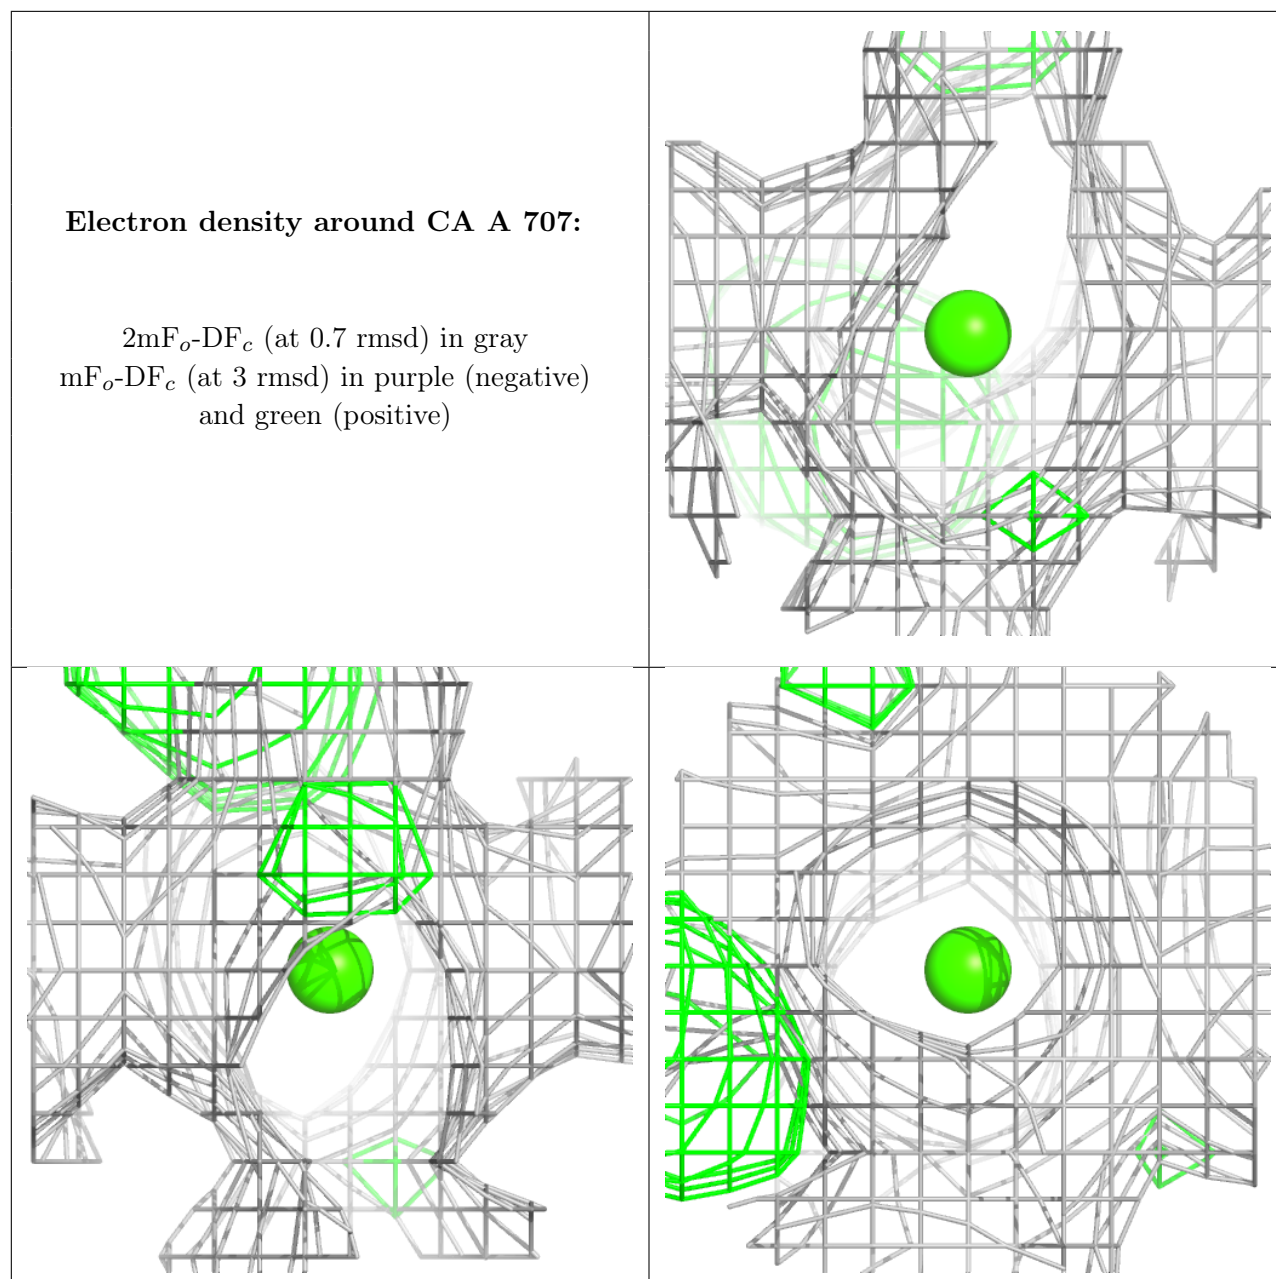 Electron density around CA A 707:
2mFo-DFc (at 0.7 rmsd) in gray
mFo-DFc (at 3 rmsd) in purple (negative)
and green (positive)